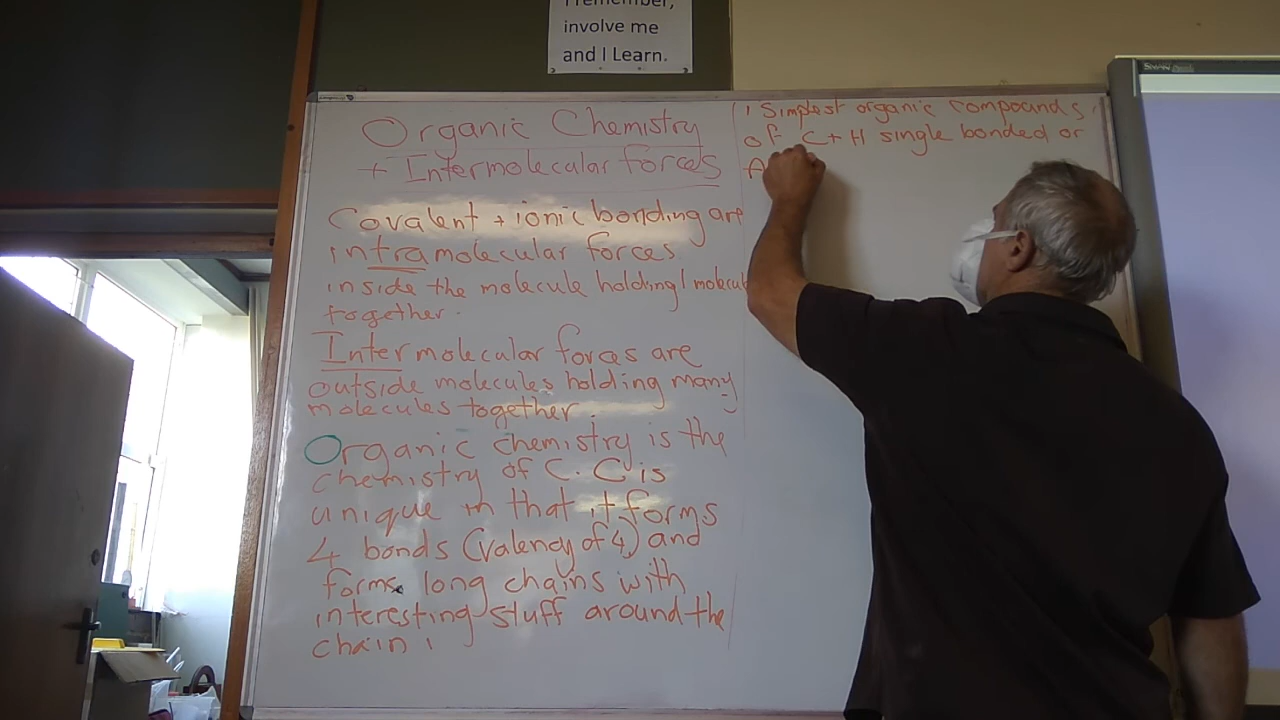 I remember,
involve me
and I Learn.
Organic Chemistry
+ Intermolecular forces
Covalent + ionic bonding are
intramolecular forces
inside the molecule holding 1 molecule
together.
Intermolecular forces are
outside molecules holding many
molecules together.
Organic chemistry is the
chemistry of C. C is
unique in that it forms
4 bonds (valency of 4) and
forms long chains with
interesting stuff around the
chain.
Simplest organic compounds
of C + H single bonded or
A